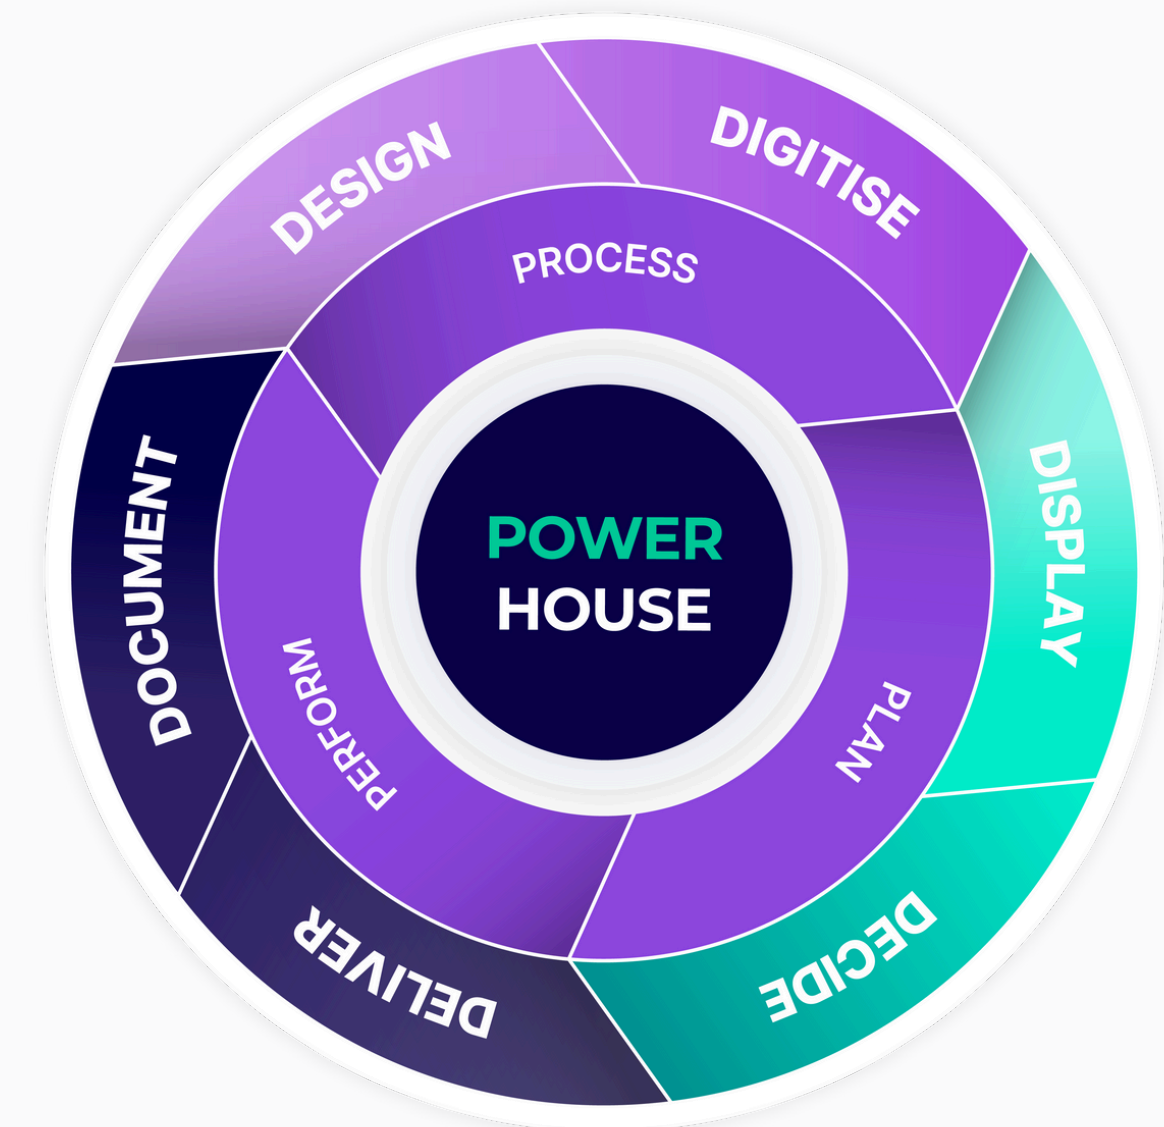 DESIGN
DIGITISE
DISPLAY
DECIDE
DELIVER
DOCUMENT
PROCESS
PLAN
PERFORM
POWER
HOUSE